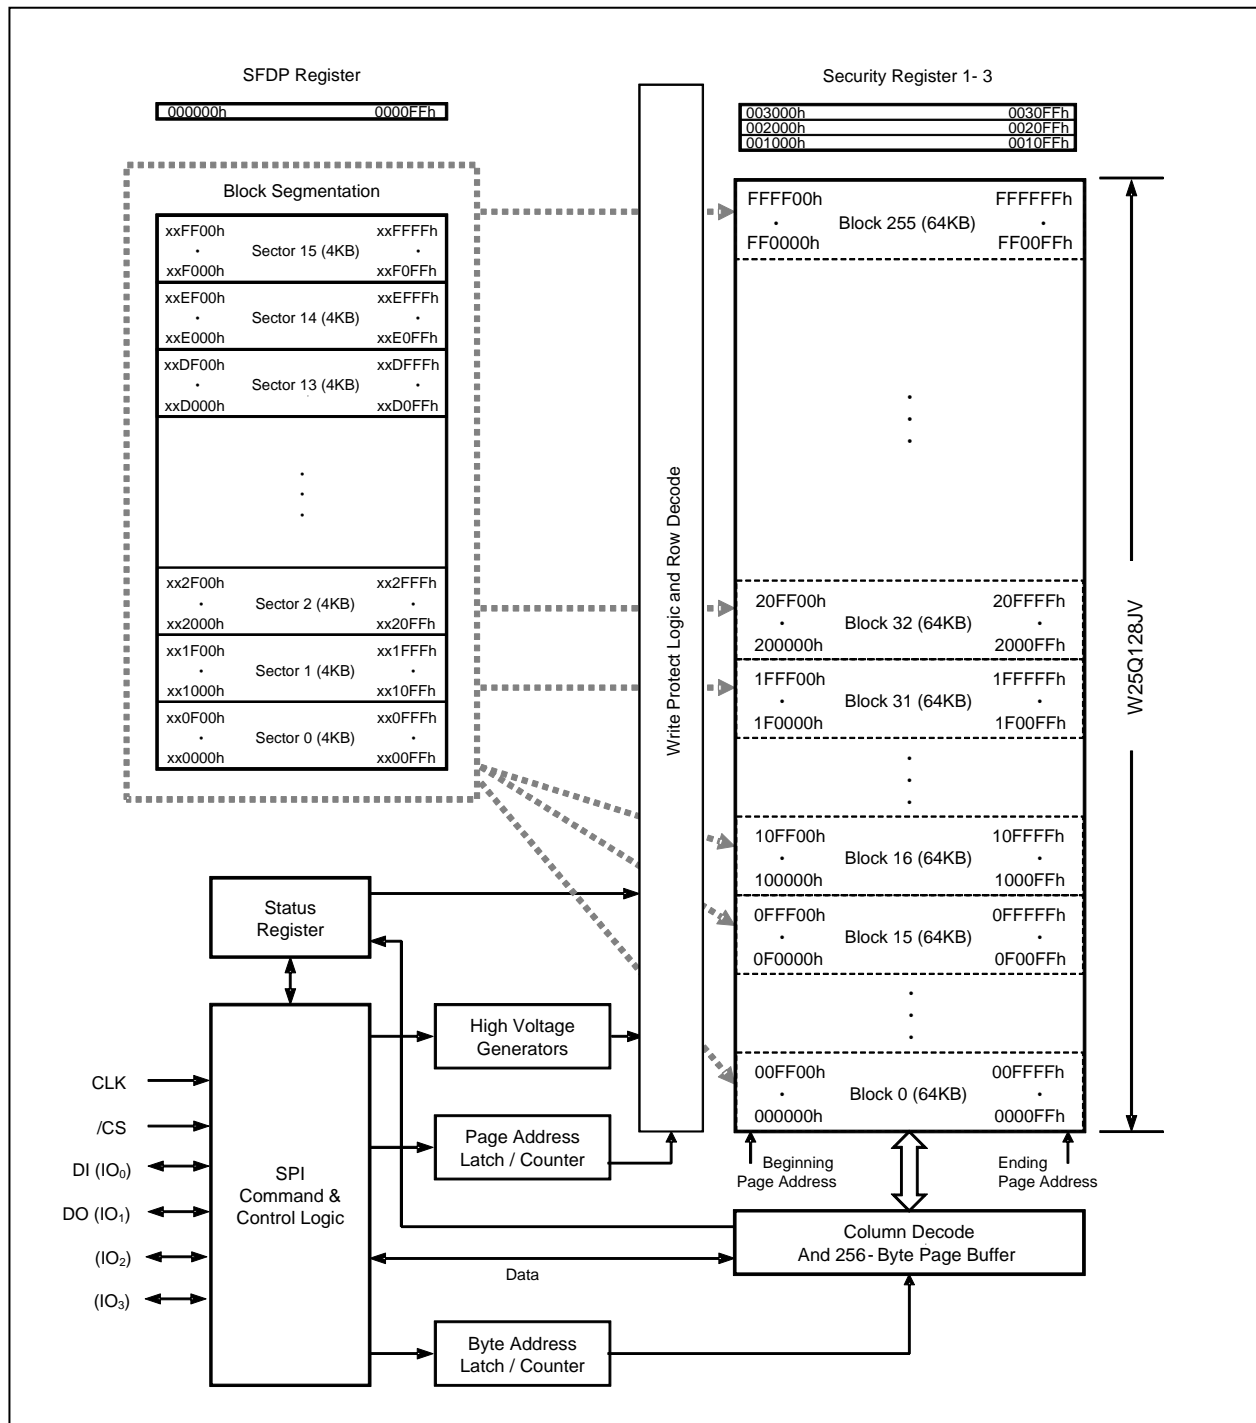 SFDP Register
000000h 0000FFh
Block Segmentation
xxFF00h xxFFFFh
Sector 15 (4KB)
xxF000h xxF0FFh
xxEF00h xxEFFFh
Sector 14 (4KB)
xxE000h xxE0FFh
xxDF00h xxDFFFh
Sector 13 (4KB)
xxD000h xxD0FFh
xx2F00h xx2FFFh
Sector 2 (4KB)
xx2000h xx20FFh
xx1F00h xx1FFFh
Sector 1 (4KB)
xx1000h xx10FFh
xx0F00h xx0FFFh
Sector 0 (4KB)
xx0000h xx00FFh
Write Protect Logic and Row Decode
Security Register 1- 3
003000h 0030FFh
002000h 0020FFh
001000h 0010FFh
FFFF00h FFFFFFh
Block 255 (64KB)
FF0000h FF00FFh
20FF00h 20FFFFh
Block 32 (64KB)
200000h 2000FFh
1FFF00h 1FFFFFh
Block 31 (64KB)
1F0000h 1F00FFh
10FF00h 10FFFFh
Block 16 (64KB)
100000h 1000FFh
0FFF00h 0FFFFFh
Block 15 (64KB)
0F0000h 0F00FFh
00FF00h 00FFFFh
Block 0 (64KB)
000000h 0000FFh
W25Q128JV
Beginning
Page Address
Ending
Page Address
Status
Register
High Voltage
Generators
CLK
/CS
DI (IO₀)
DO (IO₁)
(IO₂)
(IO₃)
SPI
Command &
Control Logic
Page Address
Latch / Counter
Column Decode
And 256- Byte Page Buffer
Data
Byte Address
Latch / Counter